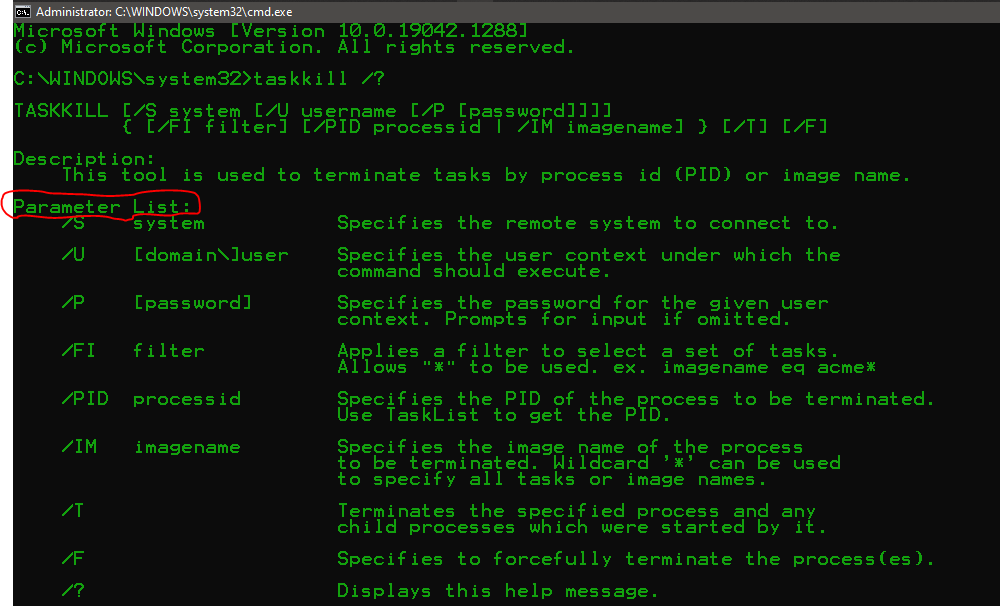 Administrator: C:\WINDOWS\system32\cmd.exe
Microsoft Windows [Version 10.0.19042.1288]
(c) Microsoft Corporation. All rights reserved.
C:\WINDOWS\system32>taskkill /?
TASKKILL [/S system [/U username [/P [password]]]]
{ [/FI filter] [/PID processid | /IM imagename] } [/T] [/F]
Description:
This tool is used to terminate tasks by process id (PID) or image name.
Parameter List:
/S system Specifies the remote system to connect to.
/U [domain\]user Specifies the user context under which the
command should execute.
/P [password] Specifies the password for the given user
context. Prompts for input if omitted.
/FI filter Applies a filter to select a set of tasks.
Allows "*" to be used. ex. imagename eq acme*
/PID processid Specifies the PID of the process to be terminated.
Use TaskList to get the PID.
/IM imagename Specifies the image name of the process
to be terminated. Wildcard '*' can be used
to specify all tasks or image names.
/T Terminates the specified process and any
child processes which were started by it.
/F Specifies to forcefully terminate the process(es).
/? Displays this help message.